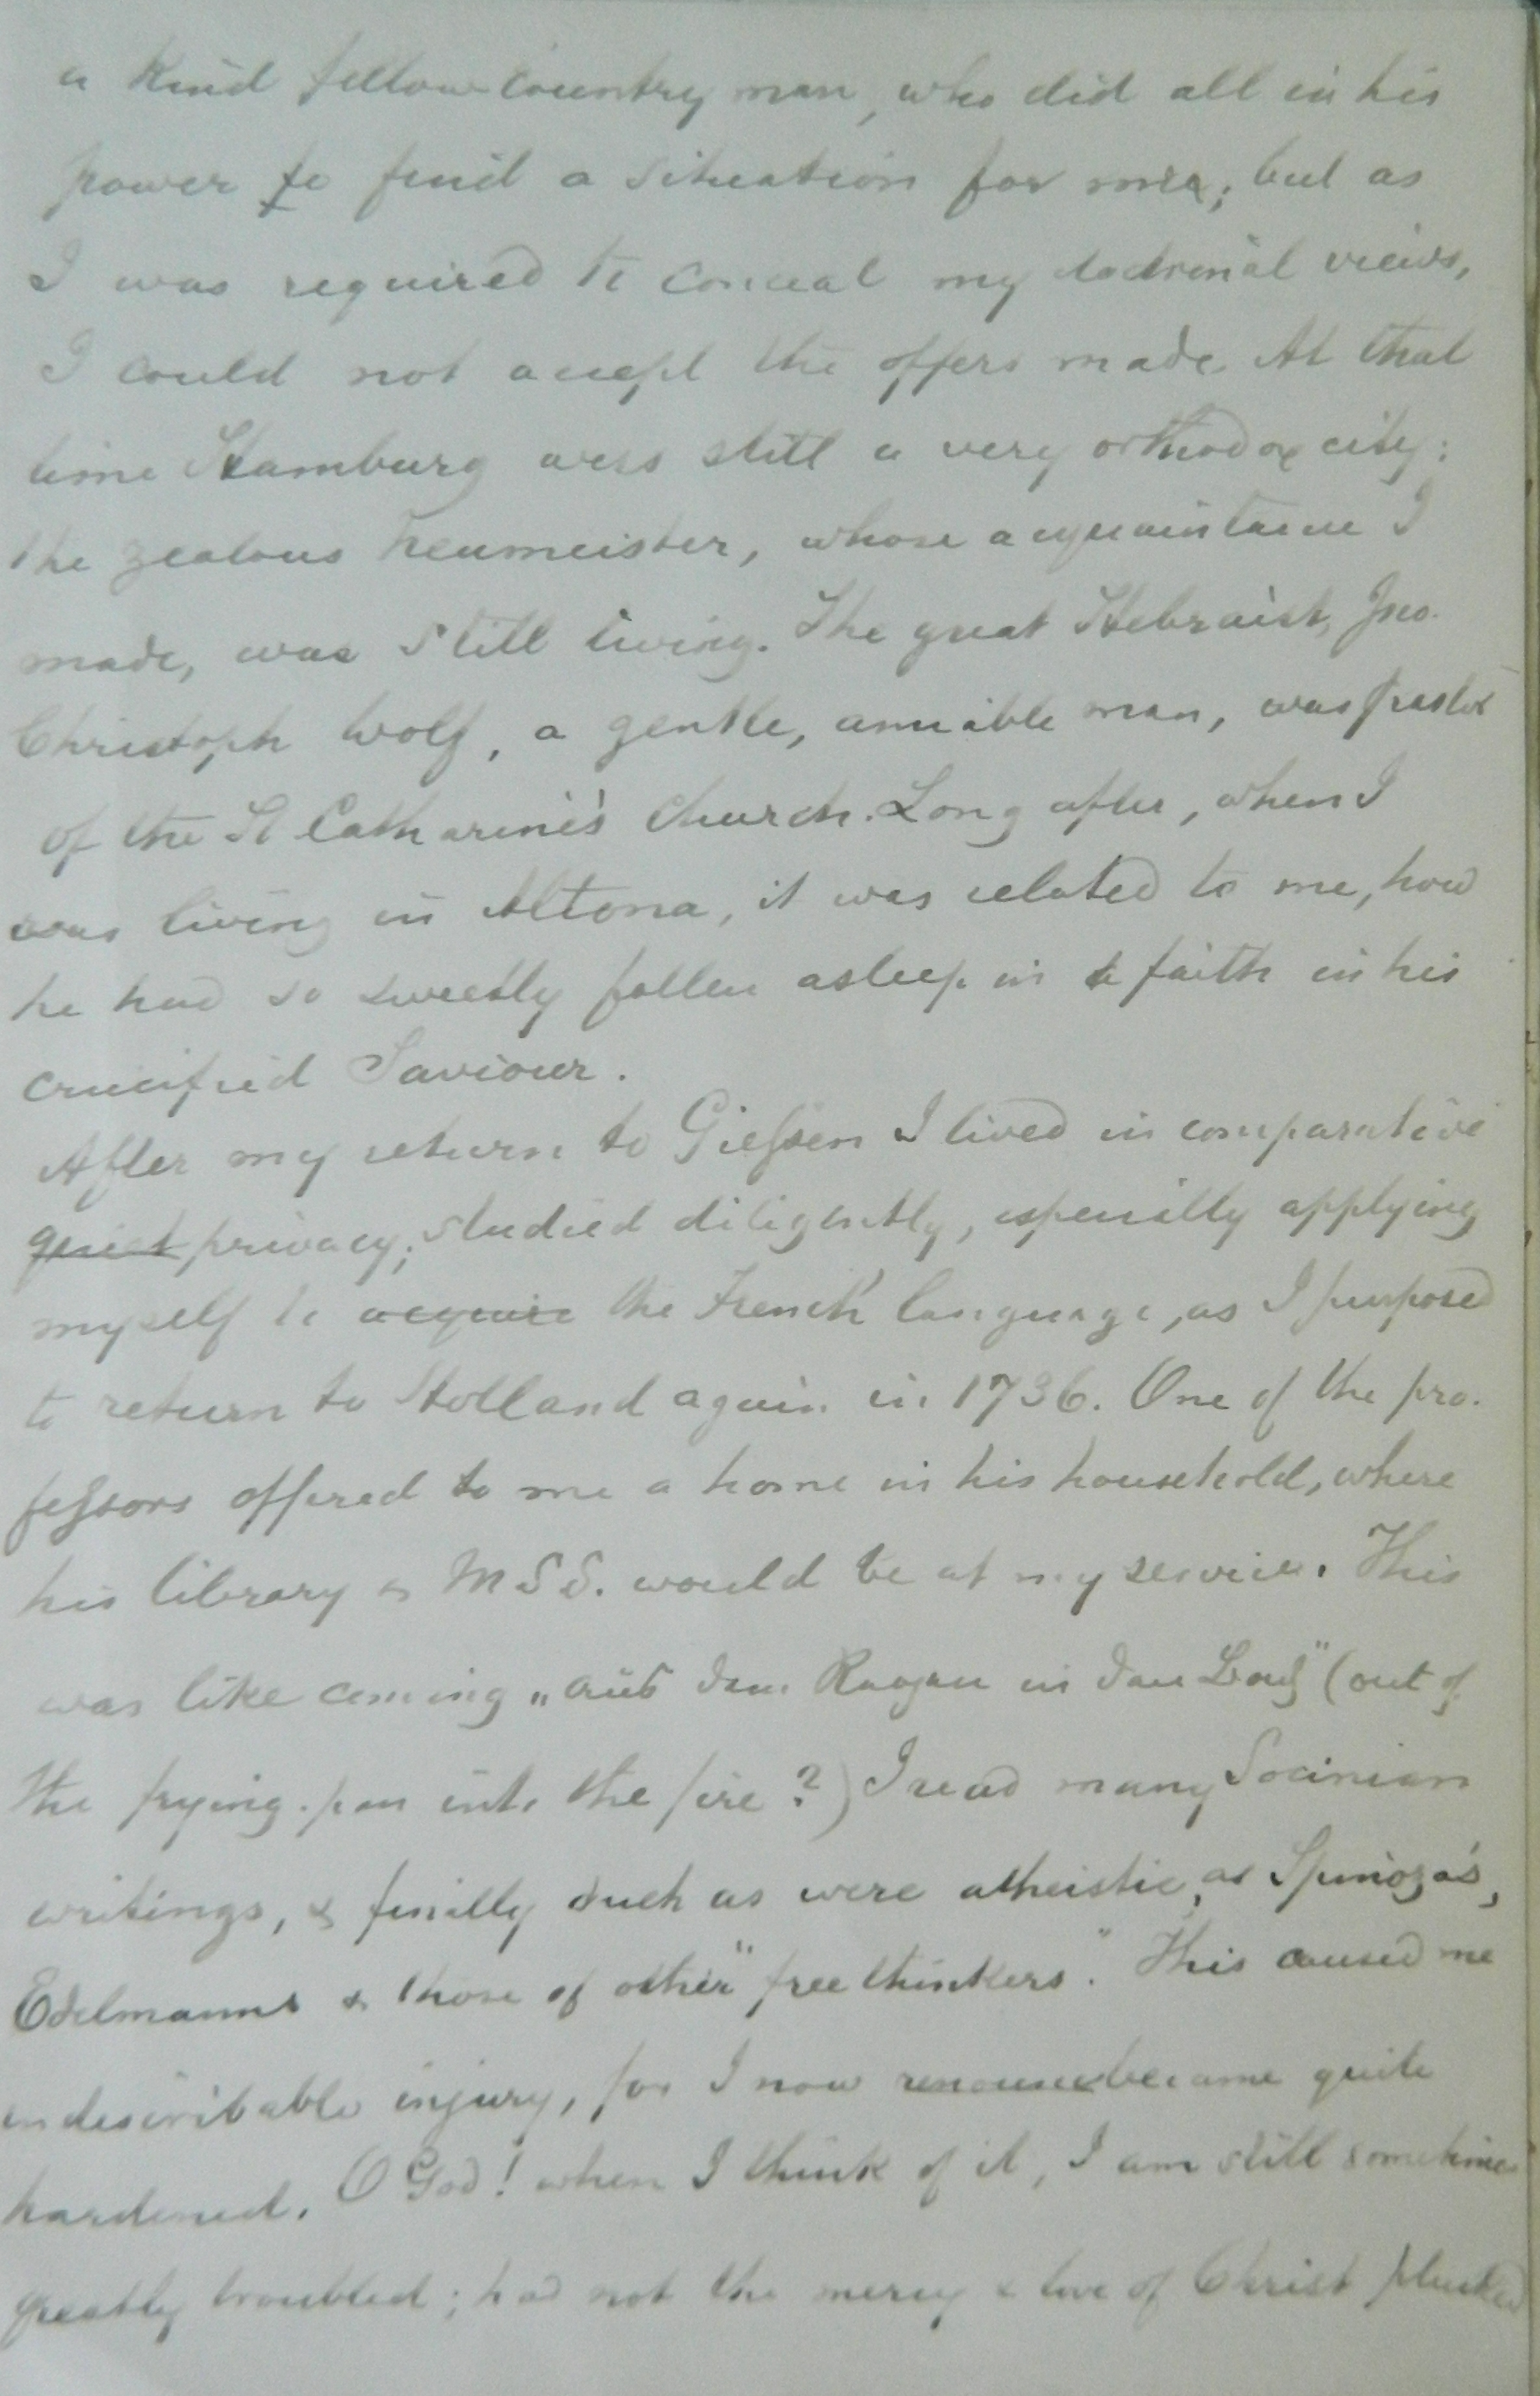 a kind fellow-countryman, who did all in his
power to find a situation for me; but as
I was required to conceal my doctrinal views,
I could not accept the offers made. At that
time Hamburg was still a very orthodox city:
the zealous Neumeister, whose acquaintance I
made, was still living. The great Hebraist, Jno.
Christoph Wolf, a gentle, amiable man, was pastor
of the St Catharine's Church. Long after, when I
was living in Altona, it was related to me, how
he had so sweetly fallen asleep in faith in his
crucified Saviour.
After my return to Gießen I lived in comparative
quiet privacy; studied diligently, especially applying
myself to acquire the French language, as I purposed
to return to Holland again in 1736. One of the pro-
feßsors offered to me a home in his household, where
his library & MSS. would be at my service. This
was like coming „aus dem Regen in den Bach" (out of
the frying-pan into the fire?) I read many Socinian
writings, & finally such as were atheistic, as Spinoza's,
Edelmanns & those of other "free thinkers". This caused me
indescribable injury, for I now renounce became quite
hardened. O God! when I think of it, I am still sometimes
greatly troubled; had not the mercy & love of Christ plucked